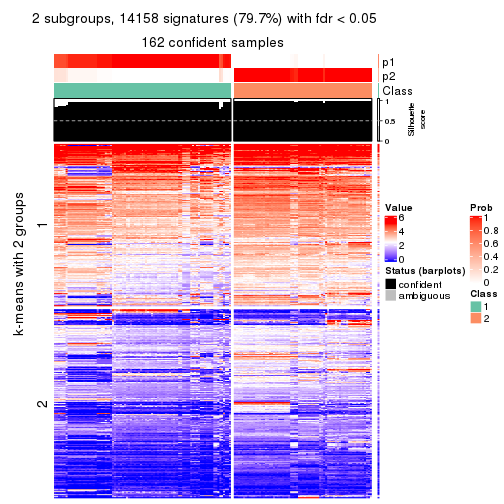 2 subgroups, 14158 signatures (79.7%) with fdr < 0.05
162 confident samples
p1
p2
Class
1
0.5
0
Silhouette
score
k-means with 2 groups
1
2
Value
6
4
2
0
Status (barplots)
confident
ambiguous
Prob
1
0.8
0.6
0.4
0.2
0
Class
1
2